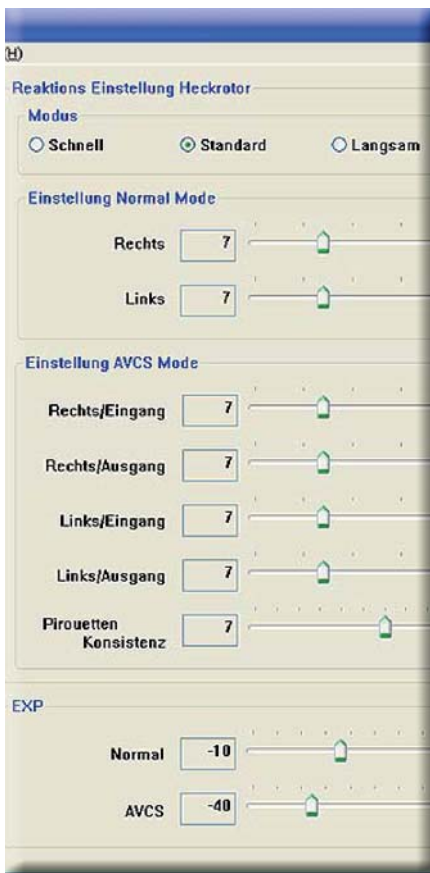 (H)
Reaktions Einstellung Heckrotor
Modus
Schnell Standard Langsam
Einstellung Normal Mode
Rechts 7
Links 7
Einstellung AVCS Mode
Rechts/Eingang 7
Rechts/Ausgang 7
Links/Eingang 7
Links/Ausgang 7
Pirouetten
Konsistenz 7
EXP
Normal -10
AVCS -40